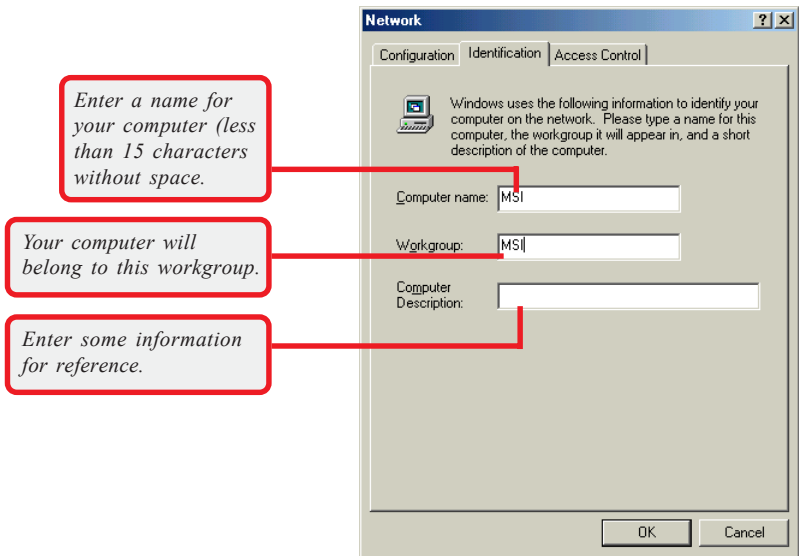 Network
Configuration Identification Access Control
Enter a name for
your computer (less
than 15 characters
without space.
Windows uses the following information to identify your
computer on the network. Please type a name for this
computer, the workgroup it will appear in, and a short
description of the computer.
Computer name: MSI
Your computer will
belong to this workgroup.
Workgroup: MSI
Computer
Description:
Enter some information
for reference.
OK Cancel